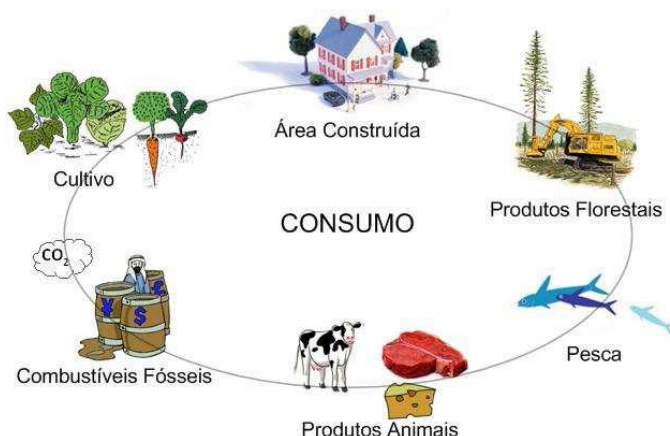 Área Construída
Cultivo
Produtos Florestais
CONSUMO
CO2
¥
£
$
Pesca
Combustíveis Fósseis
Produtos Animais